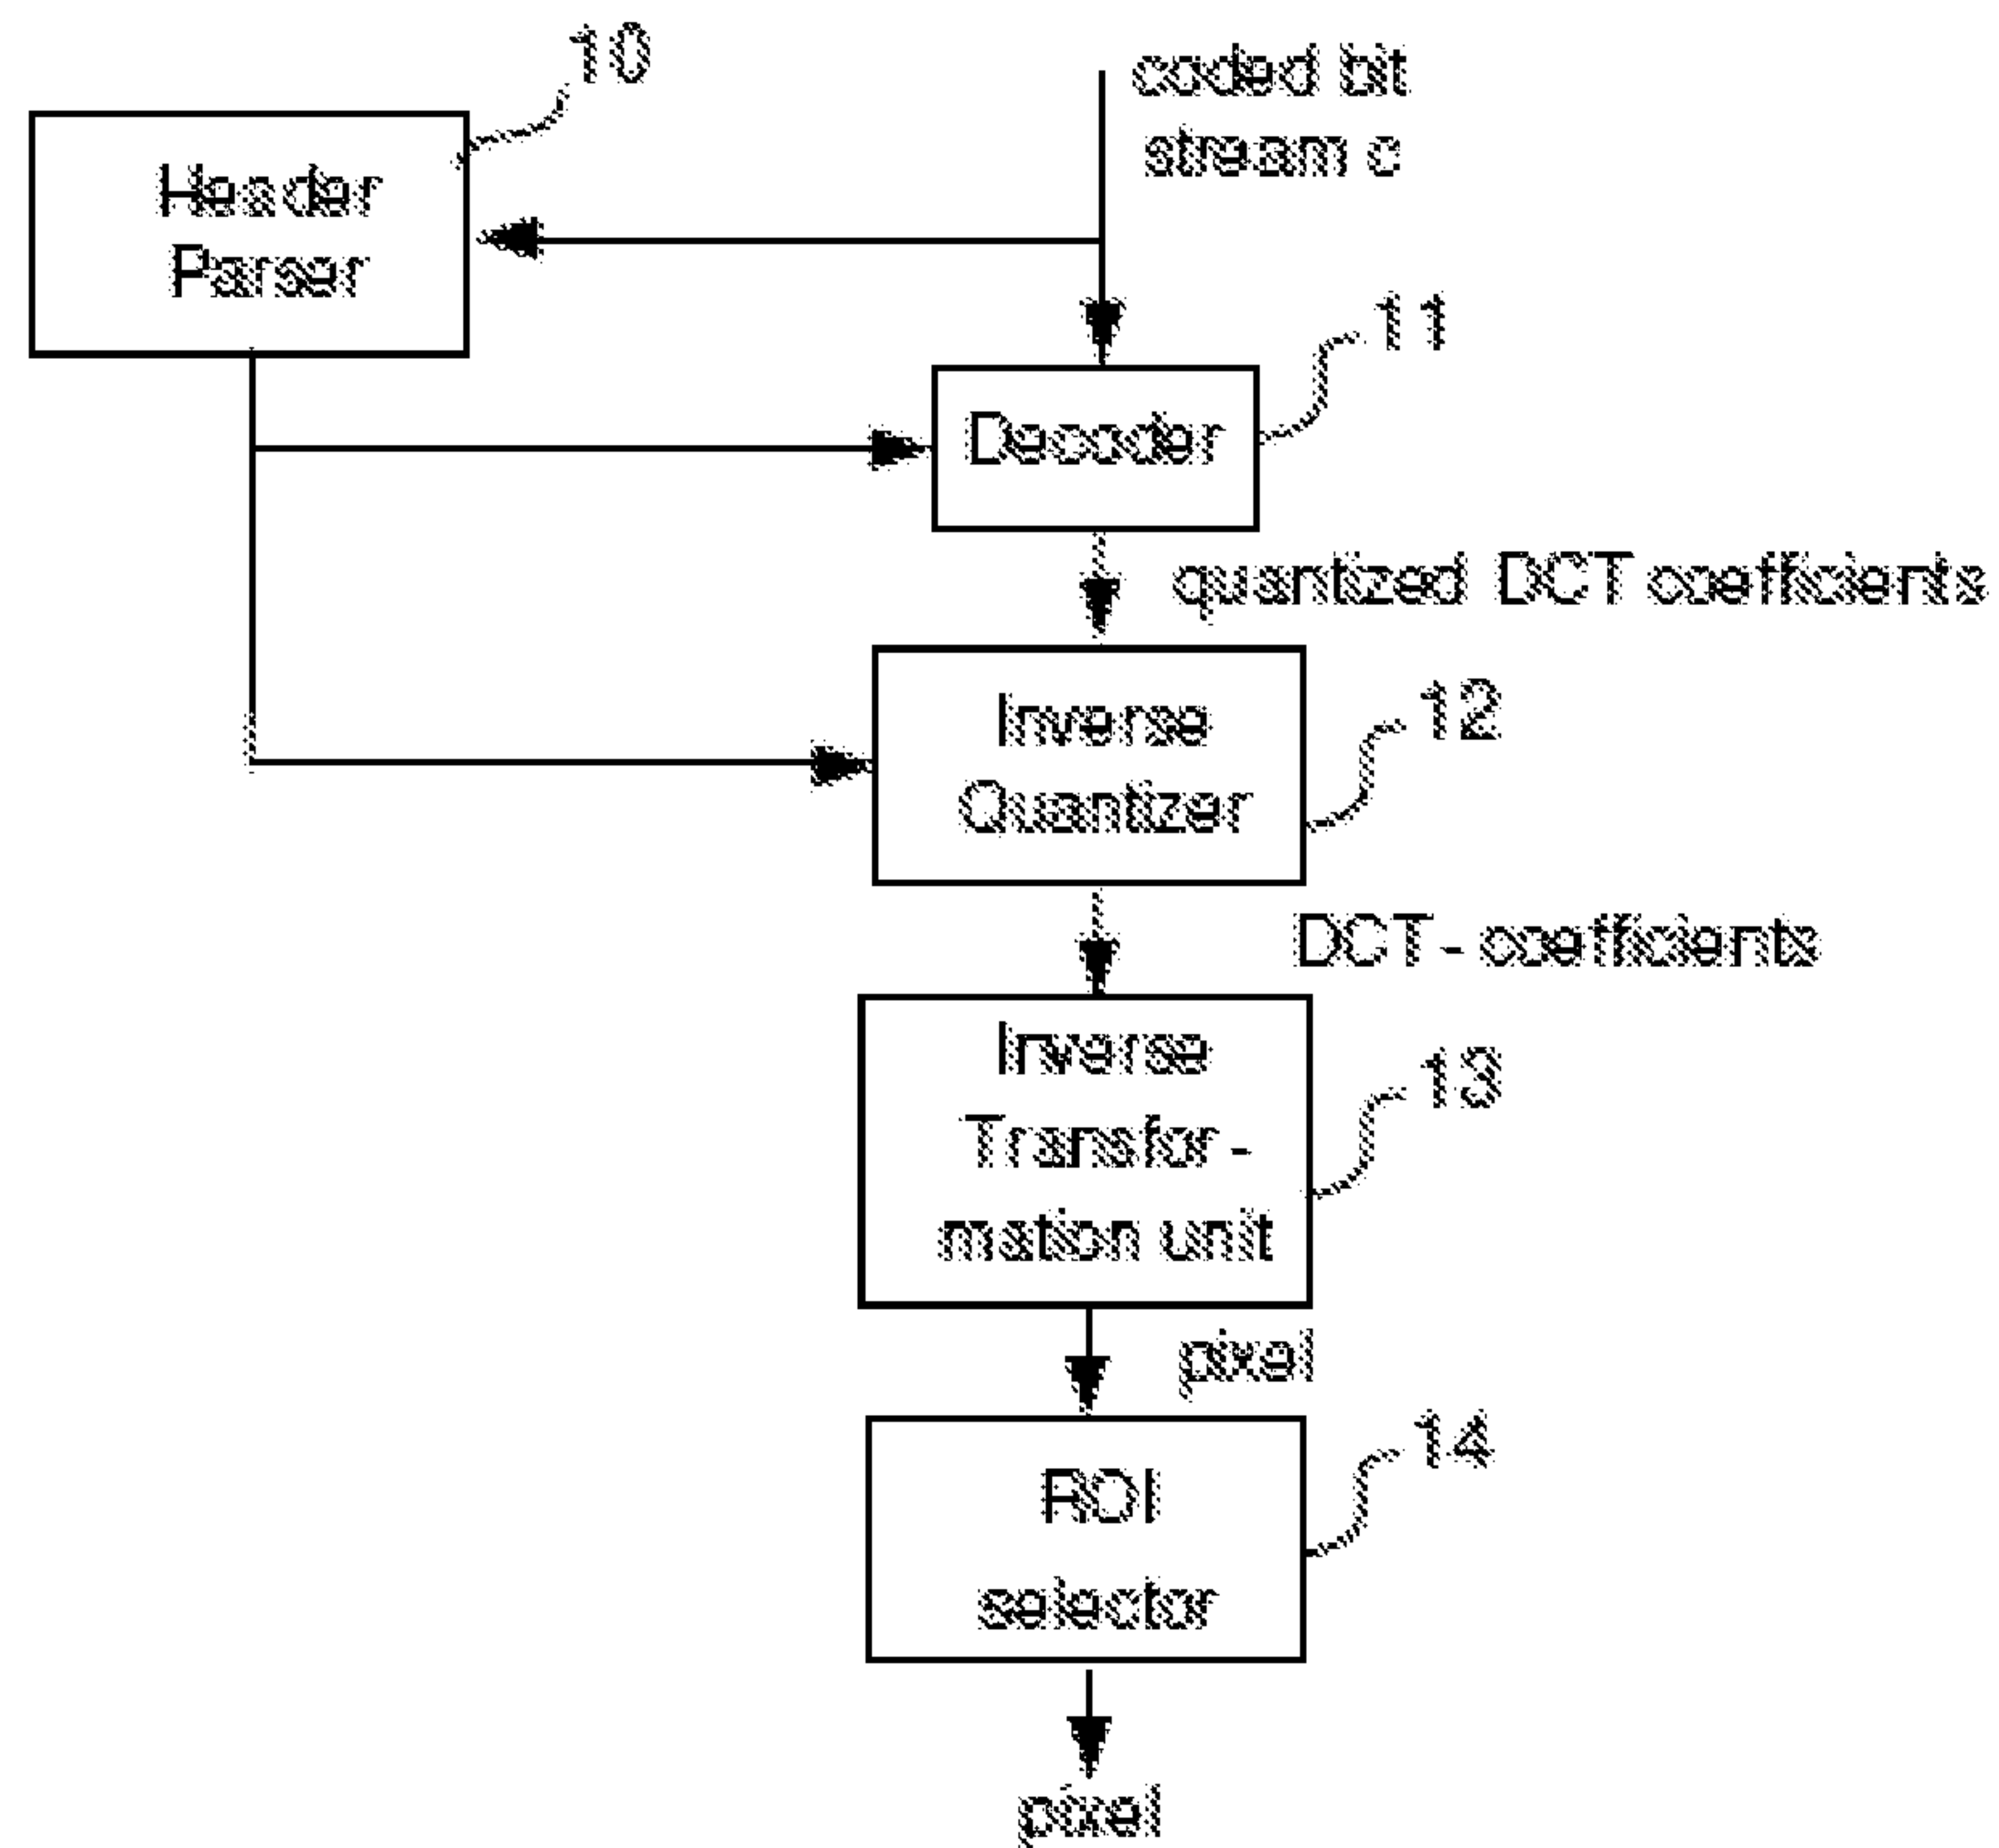 10
coded bit
stream c
Header
Parser
11
Decoder
quantized DCT coefficients
12
Inverse
Quantizer
DCT- coefficients
13
Inverse
Transfor-
mation unit
pixel
14
ROI
selector
pixel